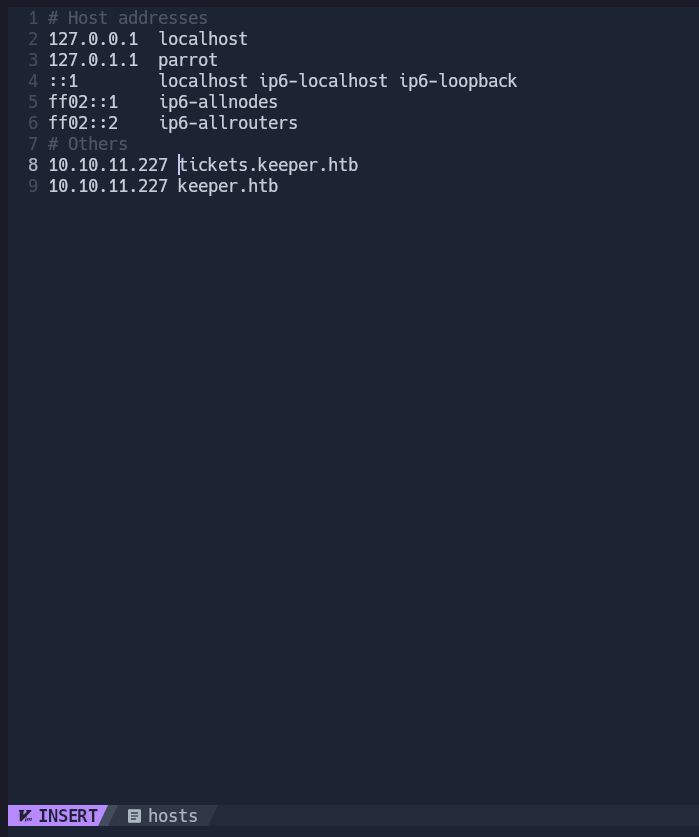 1 # Host addresses
2 127.0.0.1  localhost
3 127.0.1.1  parrot
4 ::1        localhost ip6-localhost ip6-loopback
5 ff02::1    ip6-allnodes
6 ff02::2    ip6-allrouters
7 # Others
8 10.10.11.227 tickets.keeper.htb
9 10.10.11.227 keeper.htb
INSERT hosts